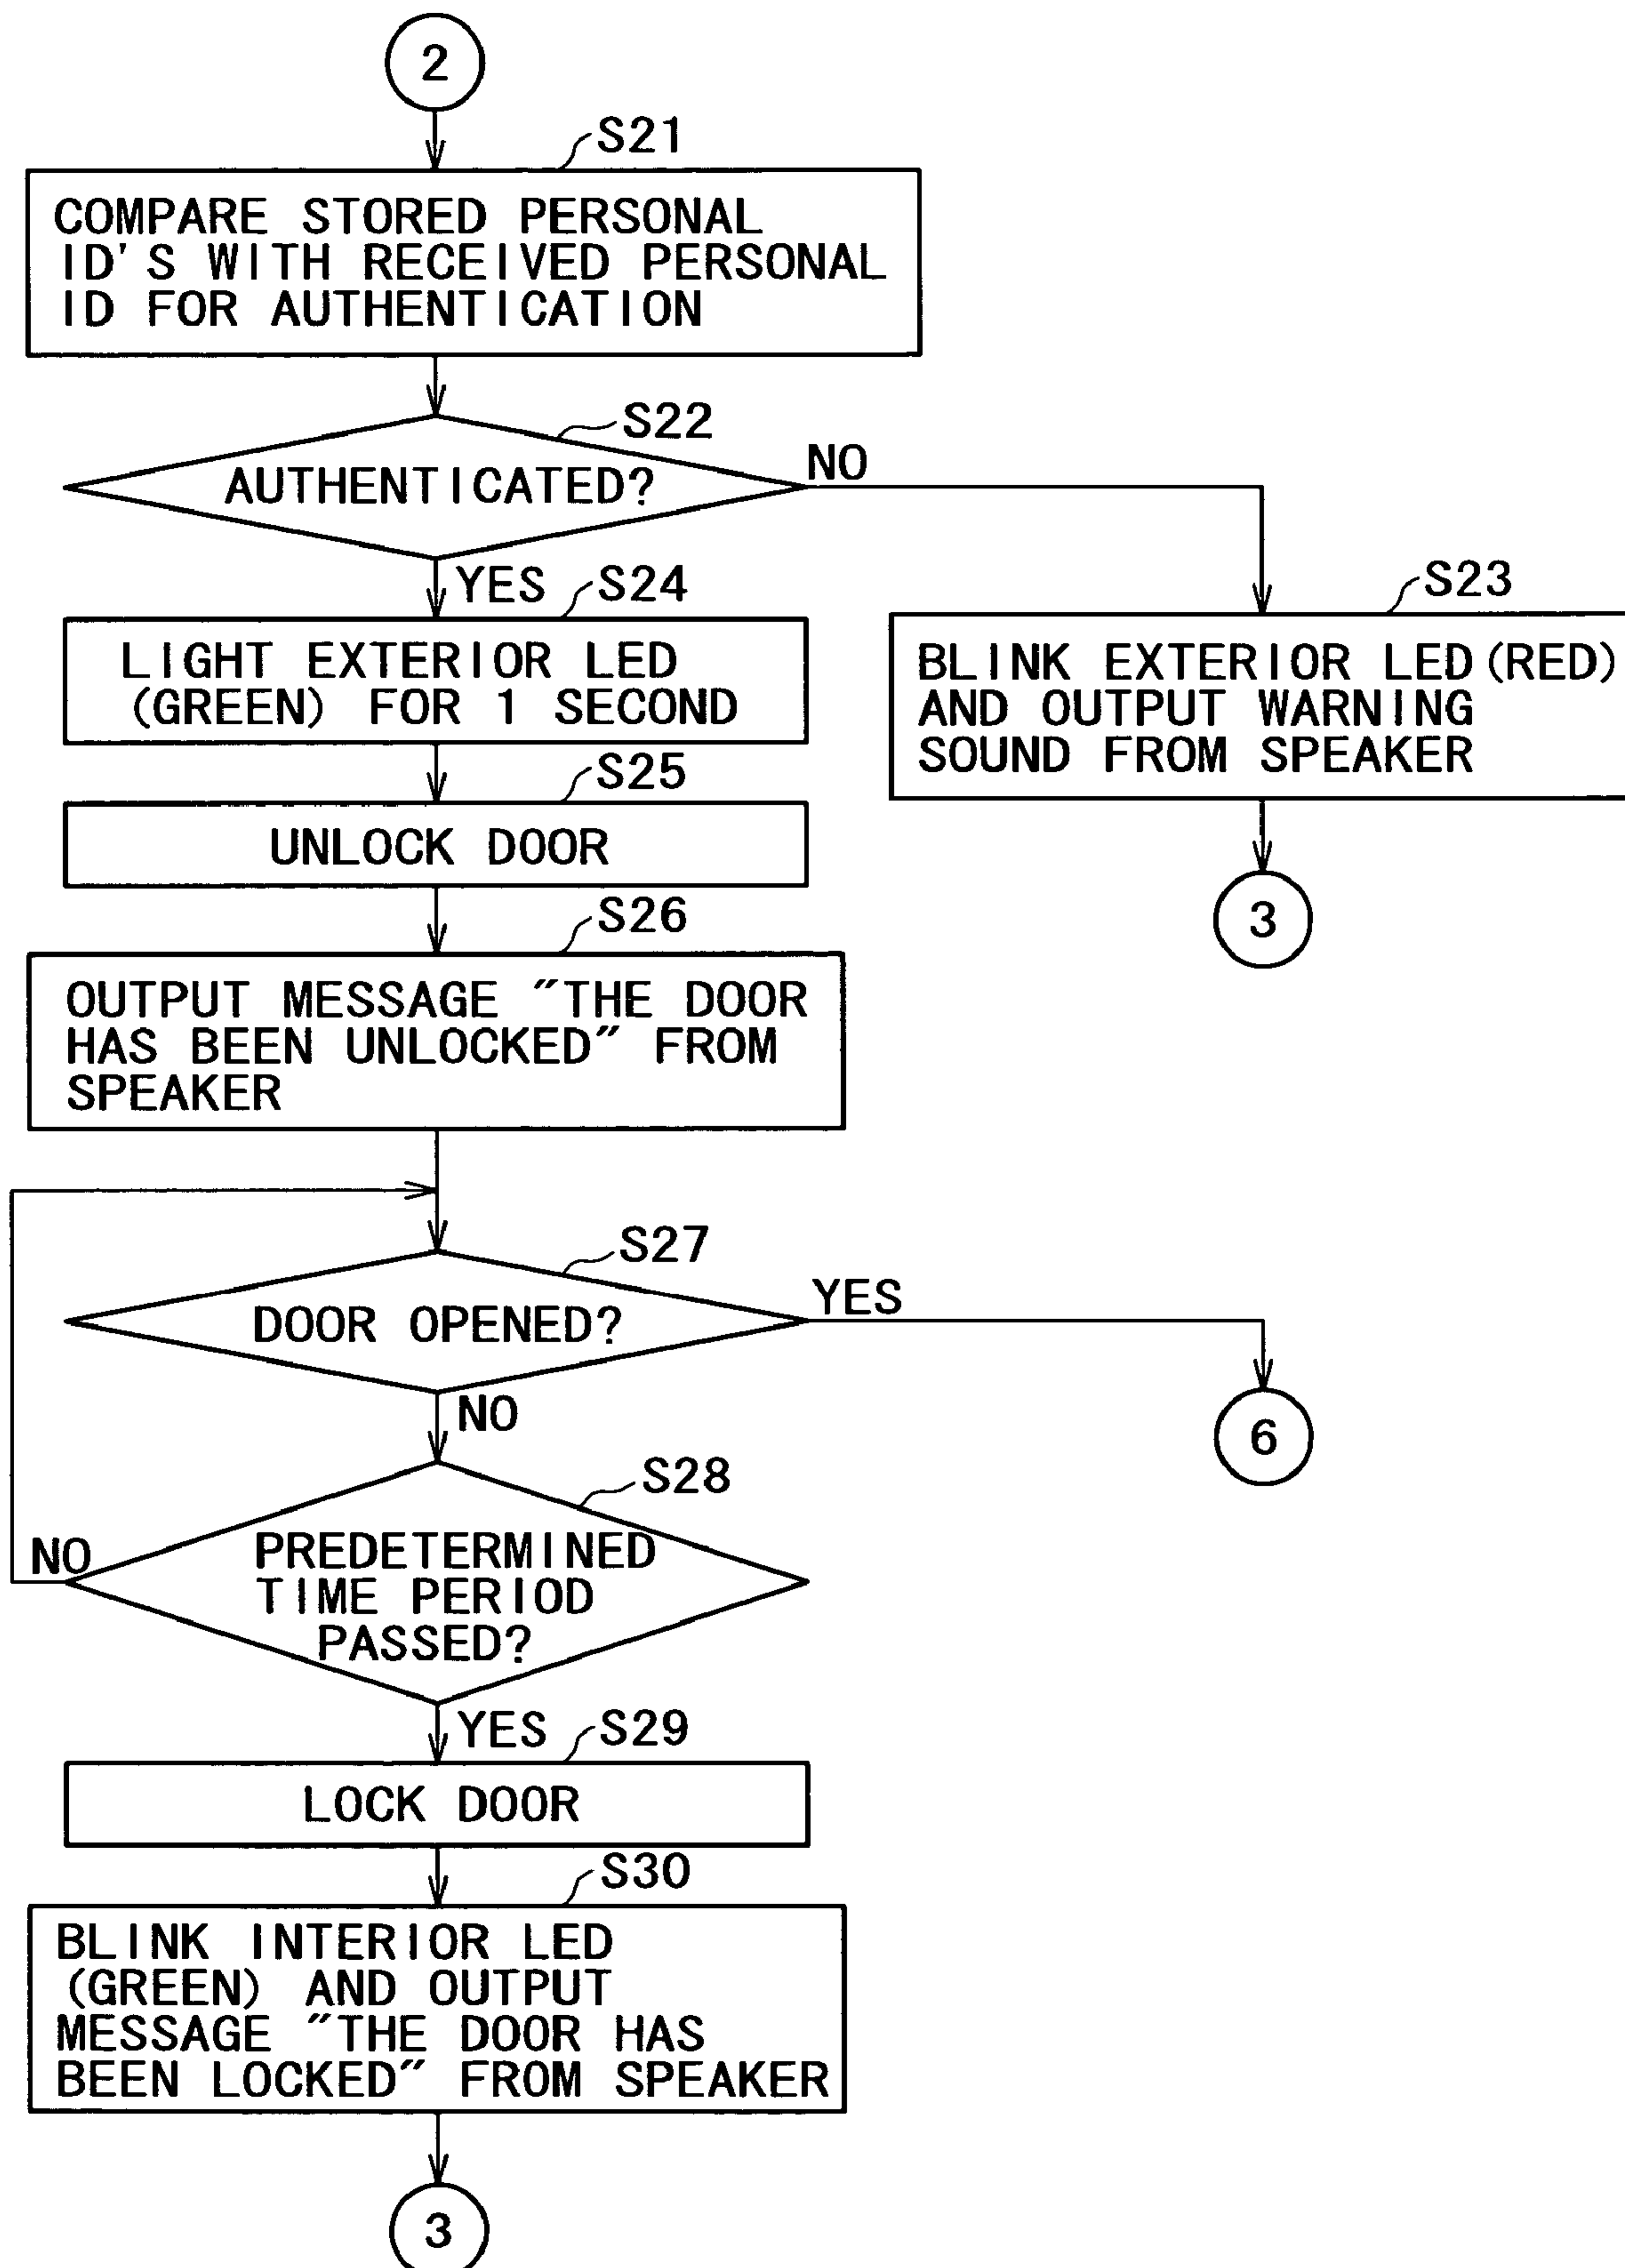 2
S21
COMPARE STORED PERSONAL
ID'S WITH RECEIVED PERSONAL
ID FOR AUTHENTICATION
S22
AUTHENTICATED?
NO
YES
S24
LIGHT EXTERIOR LED
(GREEN) FOR 1 SECOND
S23
BLINK EXTERIOR LED(RED)
AND OUTPUT WARNING
SOUND FROM SPEAKER
3
S25
UNLOCK DOOR
S26
OUTPUT MESSAGE "THE DOOR
HAS BEEN UNLOCKED" FROM
SPEAKER
S27
DOOR OPENED?
YES
6
NO
S28
PREDETERMINED
TIME PERIOD
PASSED?
NO
YES
S29
LOCK DOOR
S30
BLINK INTERIOR LED
(GREEN) AND OUTPUT
MESSAGE "THE DOOR HAS
BEEN LOCKED" FROM SPEAKER
3